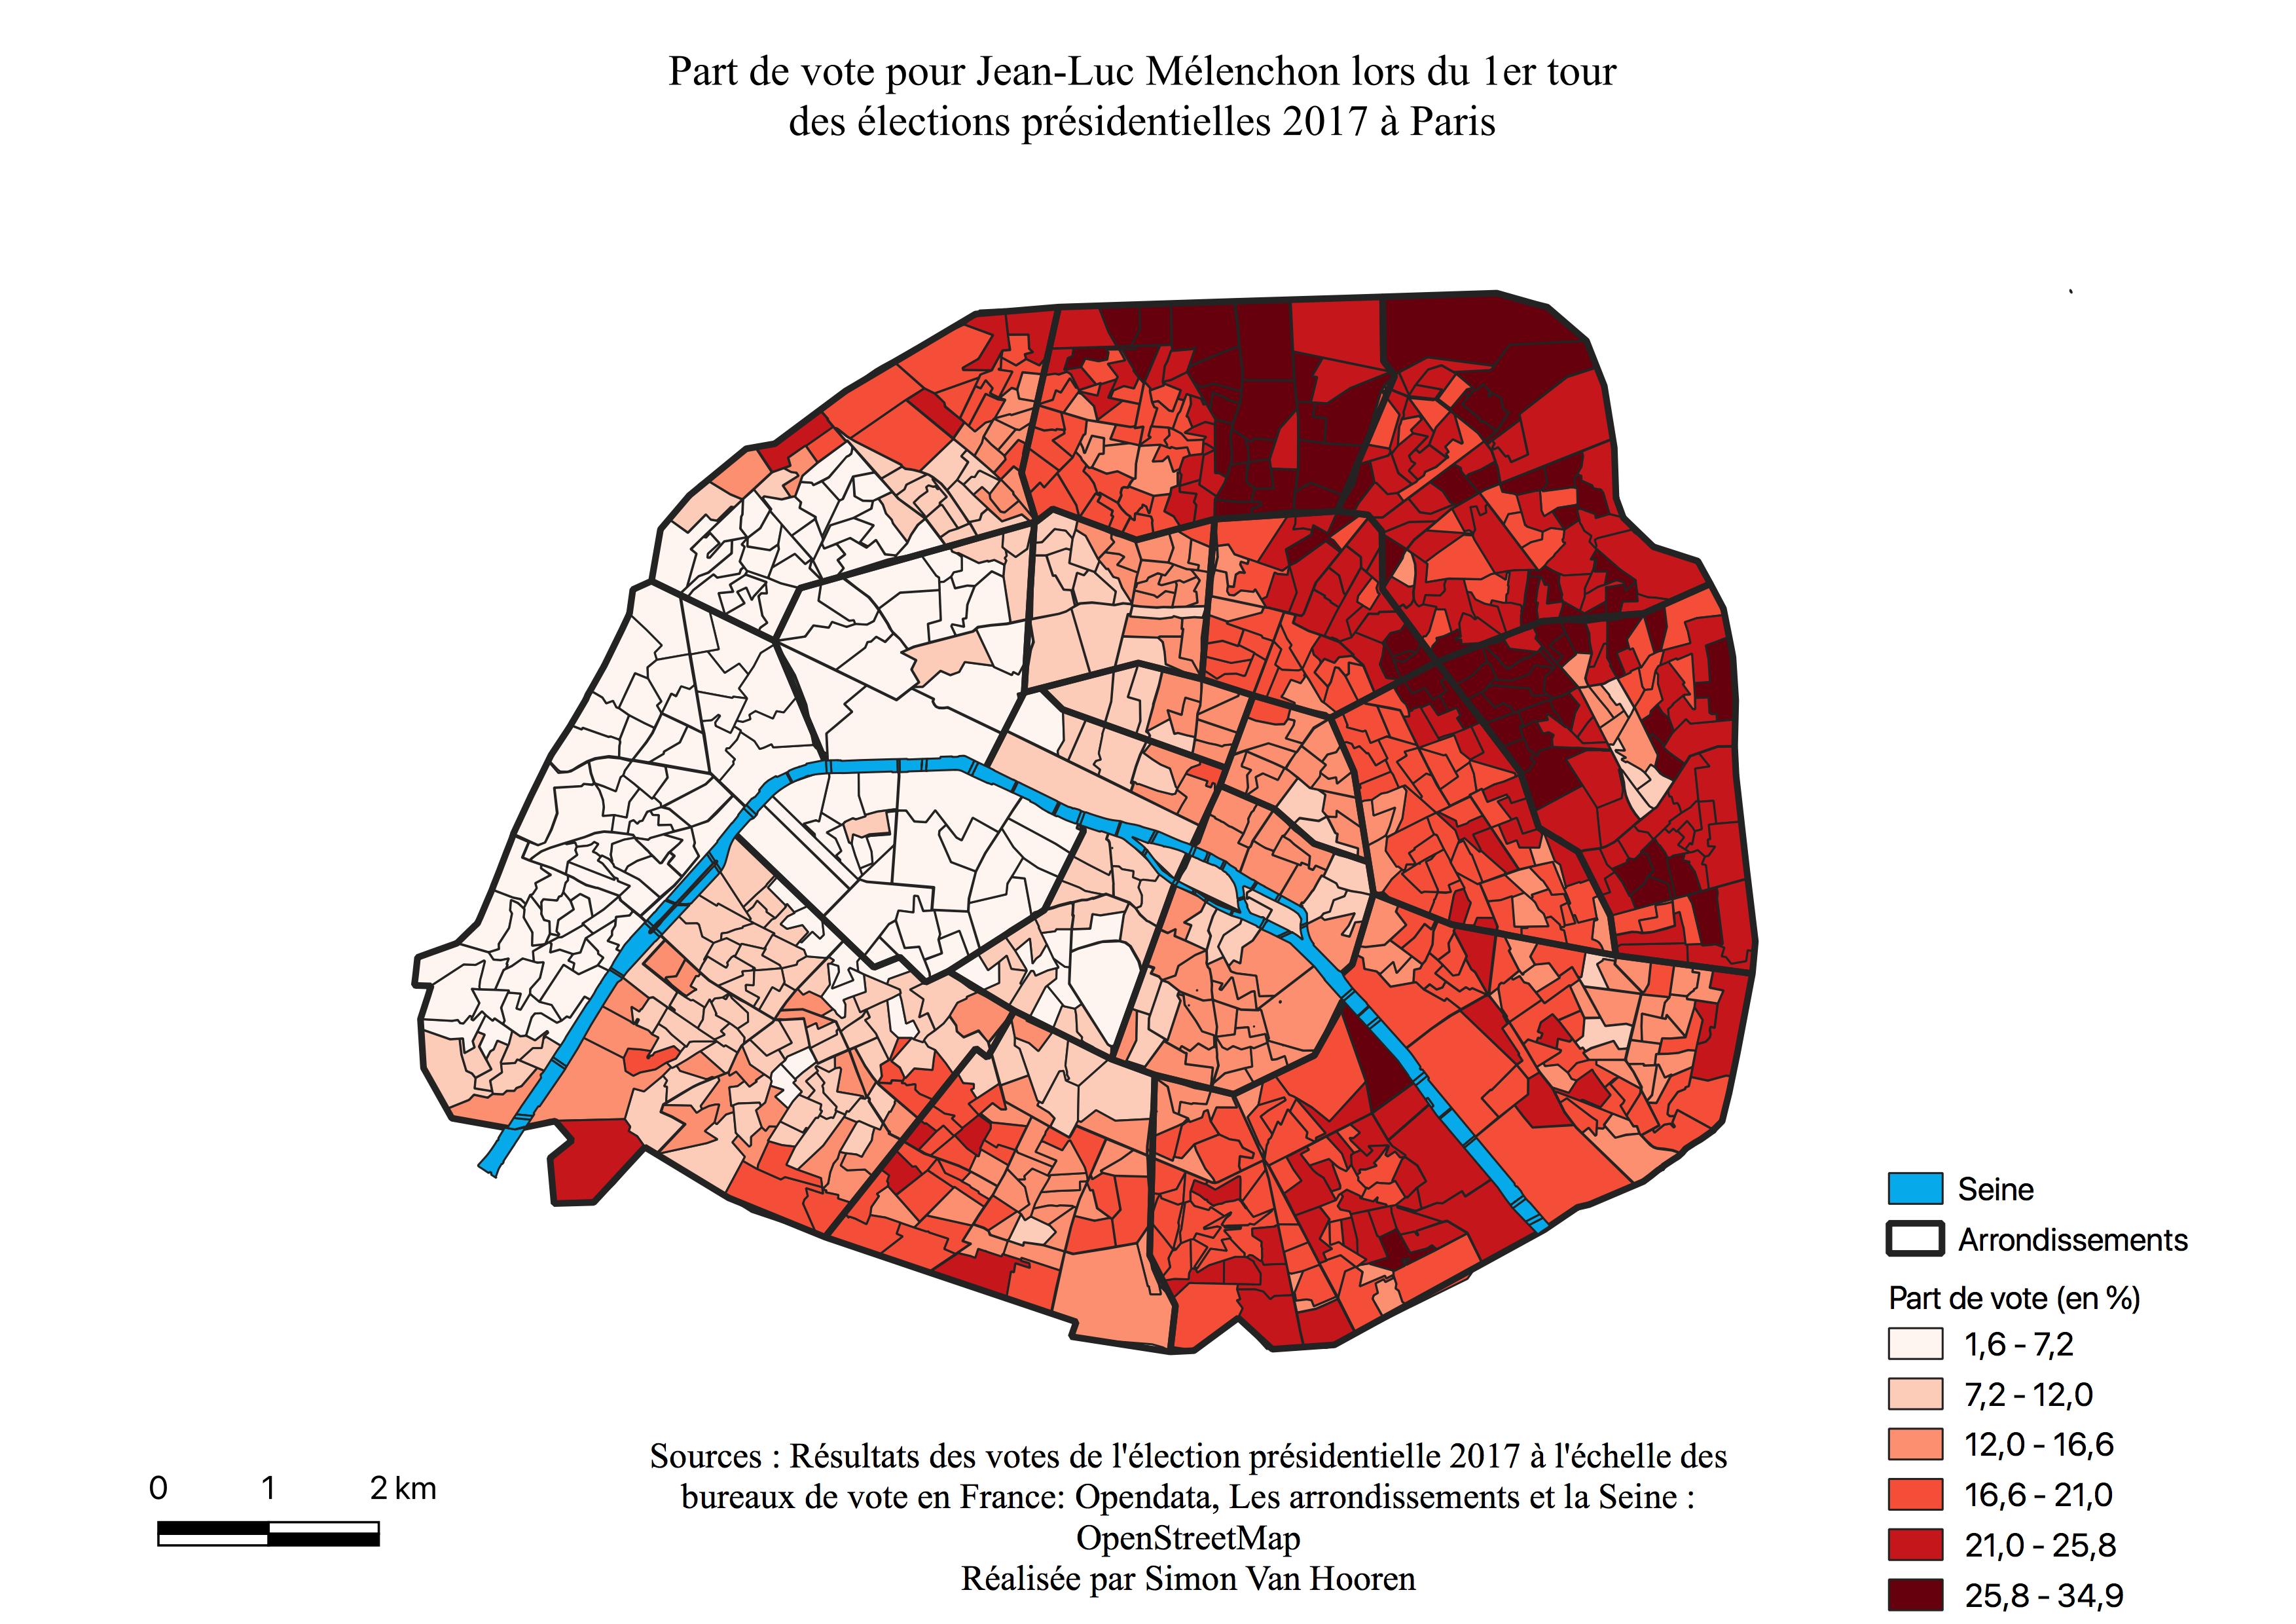 Part de vote pour Jean-Luc Mélenchon lors du 1er tour
des élections présidentielles 2017 à Paris
Seine
Arrondissements
Part de vote (en %)
1,6 - 7,2
7,2 - 12,0
12,0 - 16,6
16,6 - 21,0
21,0 - 25,8
25,8 - 34,9
0 1 2 km
Sources : Résultats des votes de l'élection présidentielle 2017 à l'échelle des
bureaux de vote en France: Opendata, Les arrondissements et la Seine :
OpenStreetMap
Réalisée par Simon Van Hooren